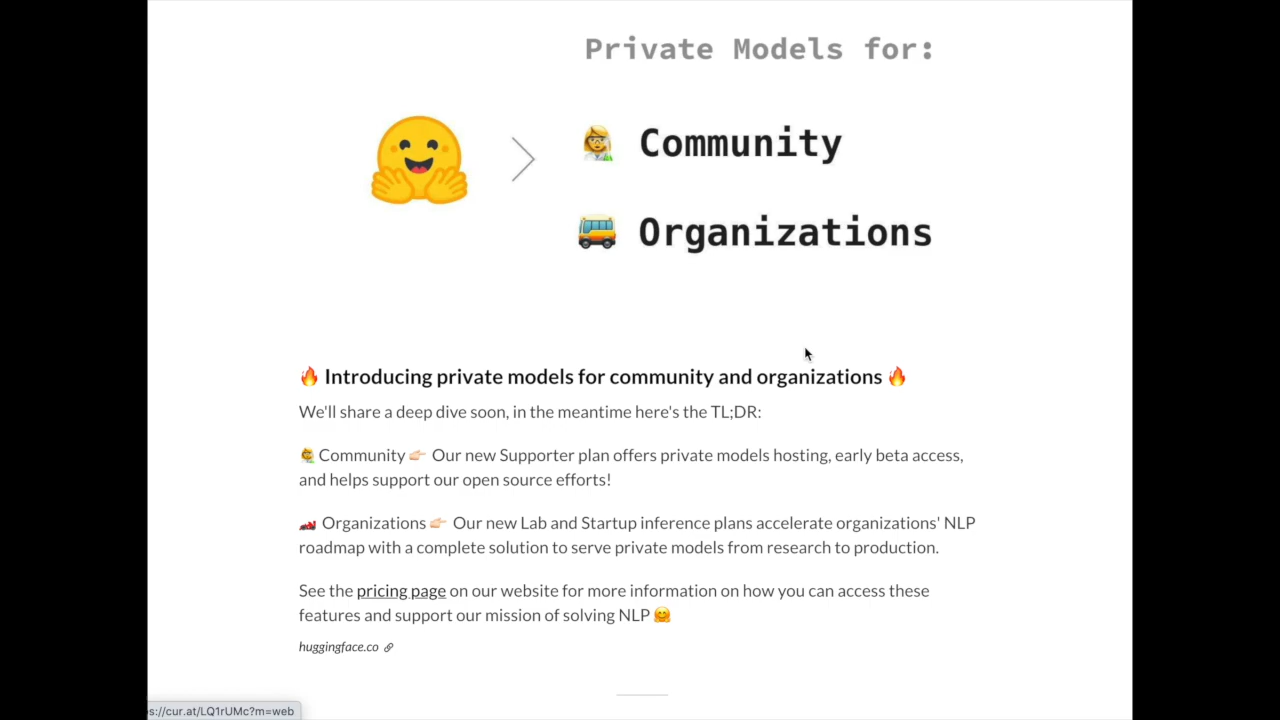 Private Models for:
Community
Organizations
Introducing private models for community and organizations
We'll share a deep dive soon, in the meantime here's the TL;DR:
Community 👉🏻 Our new Supporter plan offers private models hosting, early beta access,
and helps support our open source efforts!
Organizations 👉🏻 Our new Lab and Startup inference plans accelerate organizations' NLP
roadmap with a complete solution to serve private models from research to production.
See the pricing page on our website for more information on how you can access these
features and support our mission of solving NLP 🤗
huggingface.co
s://cur.at/LQ1rUMc?m=web